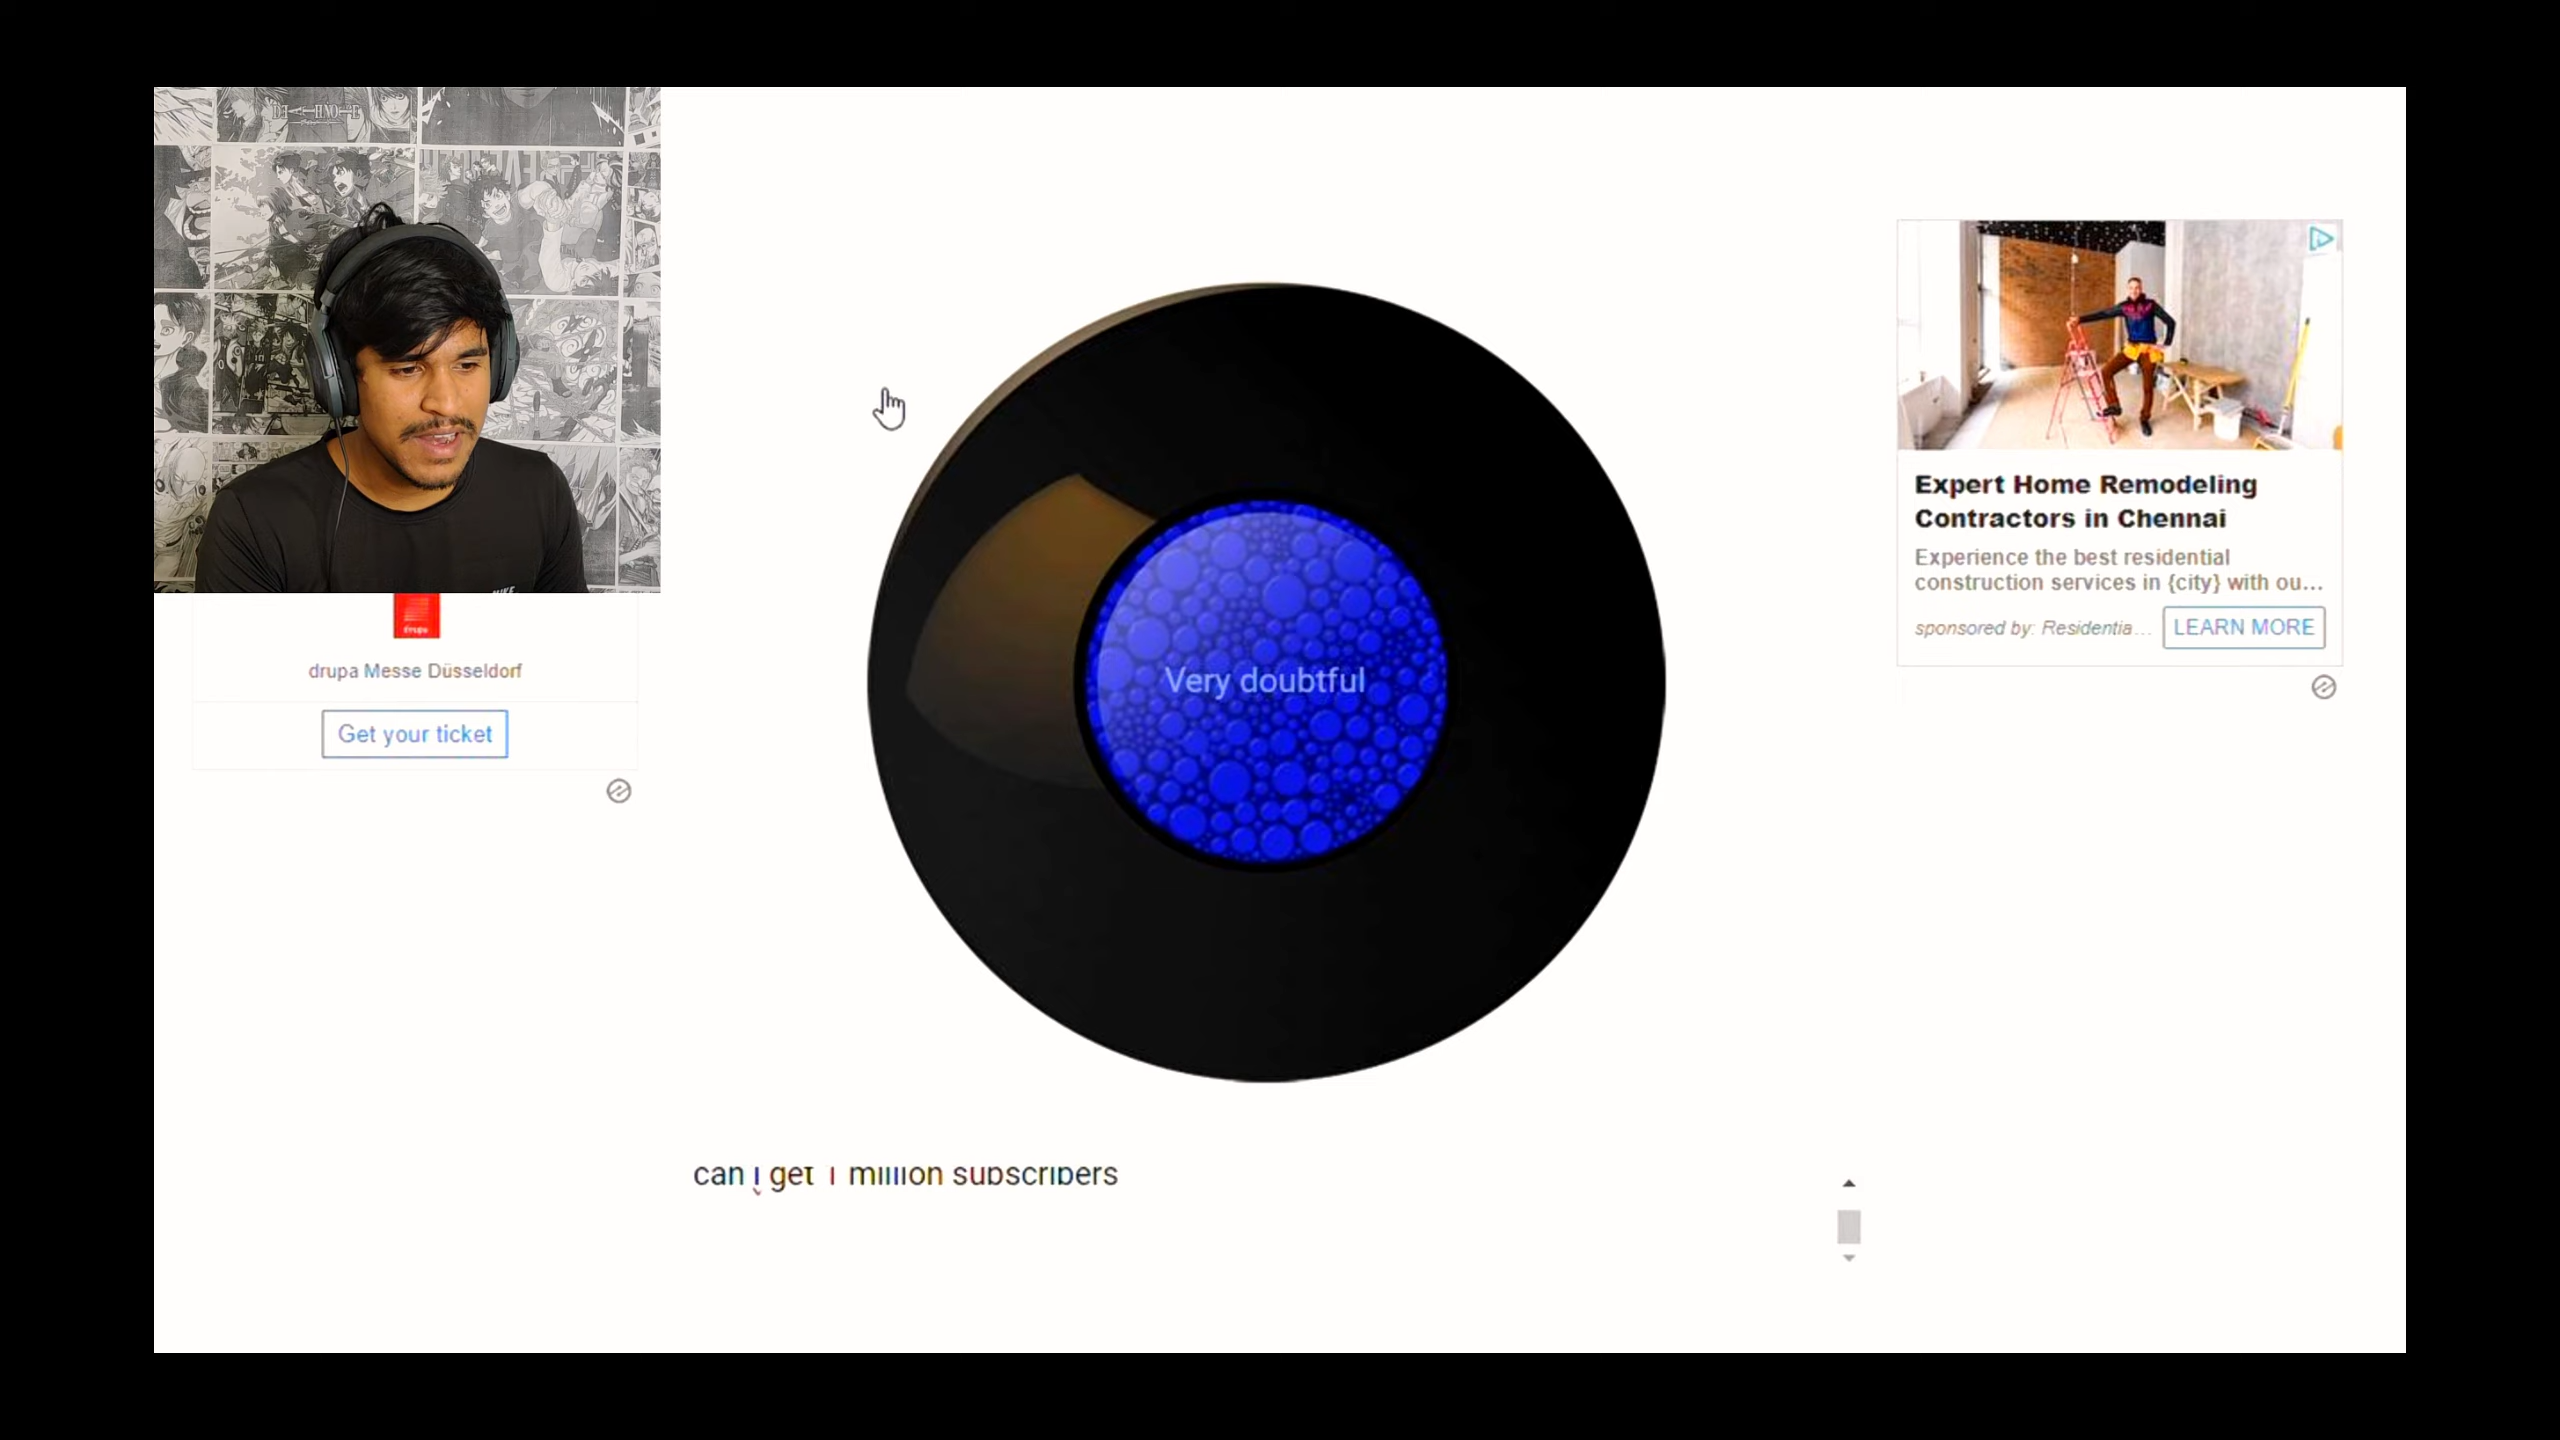 drupa Messe Düsseldorf
Get your ticket
Very doubtful
Expert Home Remodeling
Contractors in Chennai
Experience the best residential
construction services in {city} with ou...
sponsored by: Residentia...
LEARN MORE
can i get 1 million subscribers